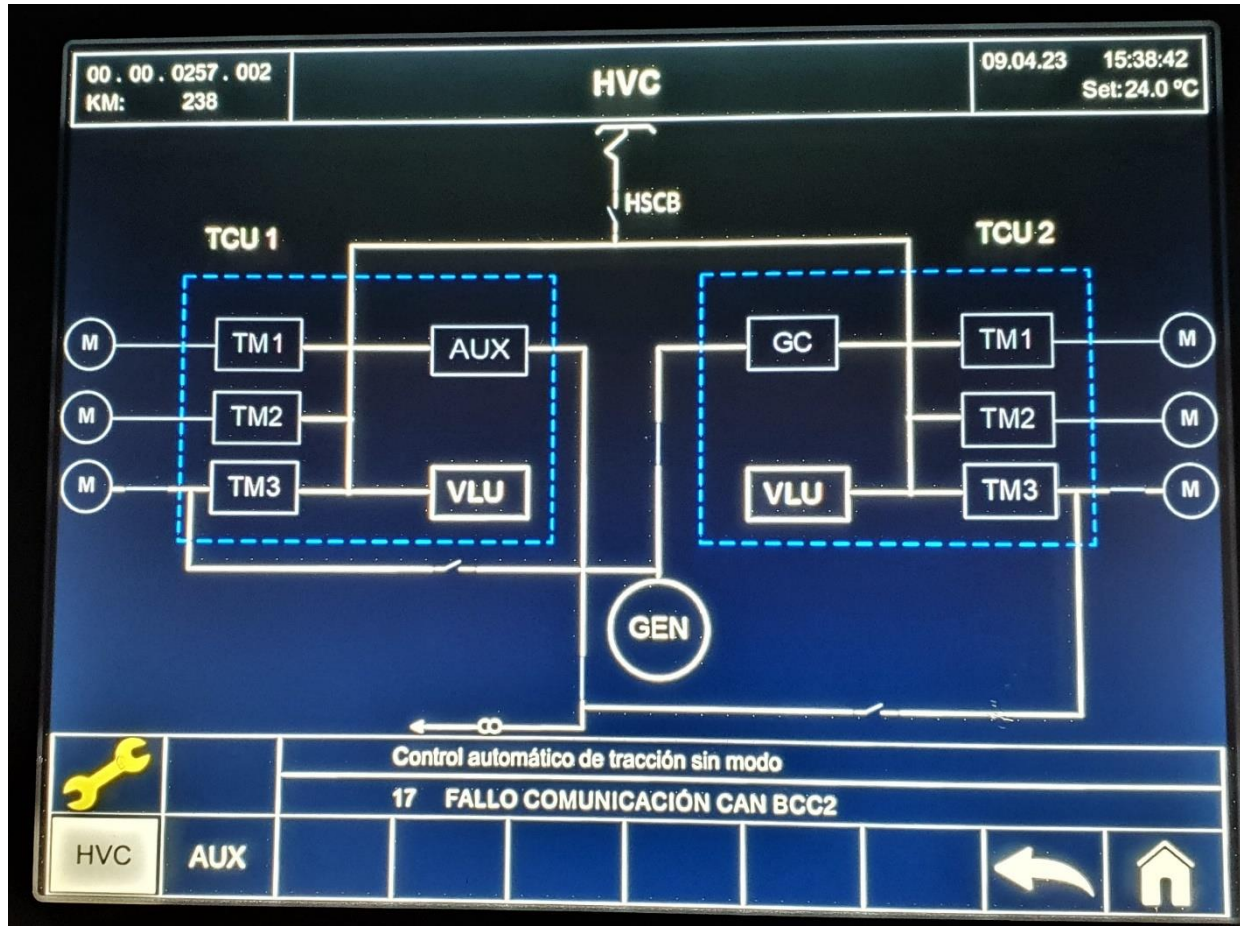 00 . 00 . 0257 . 002
KM: 238
HVC
09.04.23 15:38:42
Set: 24.0 ºC
HSCB
TCU 1
TCU 2
M
TM1
AUX
GC
TM1
M
M
TM2
TM2
M
M
TM3
VLU
VLU
TM3
M
GEN
Control automático de tracción sin modo
17 FALLO COMUNICACIÓN CAN BCC2
HVC
AUX